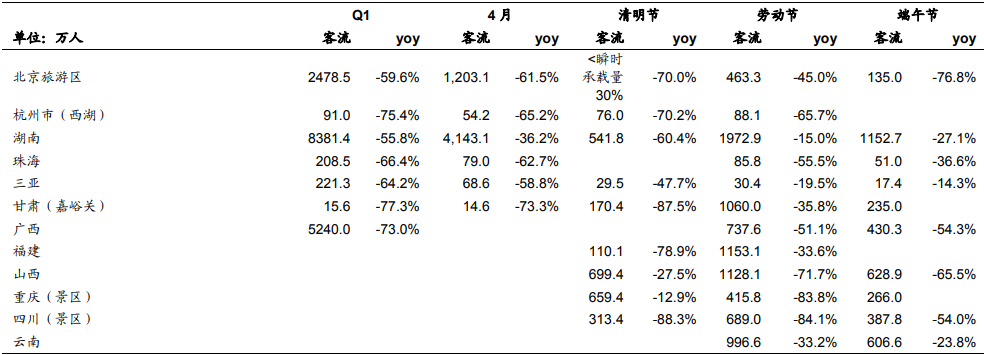 Q1 4 月 清明节 劳动节 端午节
单位：万人 客流 yoy 客流 yoy 客流 yoy 客流 yoy 客流 yoy
北京旅游区 2478.5 -59.6% 1,203.1 -61.5% <瞬时承载量30% -70.0% 463.3 -45.0% 135.0 -76.8%
杭州市（西湖） 91.0 -75.4% 54.2 -65.2% 76.0 -70.2% 88.1 -65.7%
湖南 8381.4 -55.8% 4,143.1 -36.2% 541.8 -60.4% 1972.9 -15.0% 1152.7 -27.1%
珠海 208.5 -66.4% 79.0 -62.7% 85.8 -55.5% 51.0 -36.6%
三亚 221.3 -64.2% 68.6 -58.8% 29.5 -47.7% 30.4 -19.5% 17.4 -14.3%
甘肃（嘉峪关） 15.6 -77.3% 14.6 -73.3% 170.4 -87.5% 1060.0 -35.8% 235.0
广西 5240.0 -73.0% 737.6 -51.1% 430.3 -54.3%
福建 110.1 -78.9% 1153.1 -33.6%
山西 699.4 -27.5% 1128.1 -71.7% 628.9 -65.5%
重庆（景区） 659.4 -12.9% 415.8 -83.8% 266.0
四川（景区） 313.4 -88.3% 689.0 -84.1% 387.8 -54.0%
云南 996.6 -33.2% 606.6 -23.8%